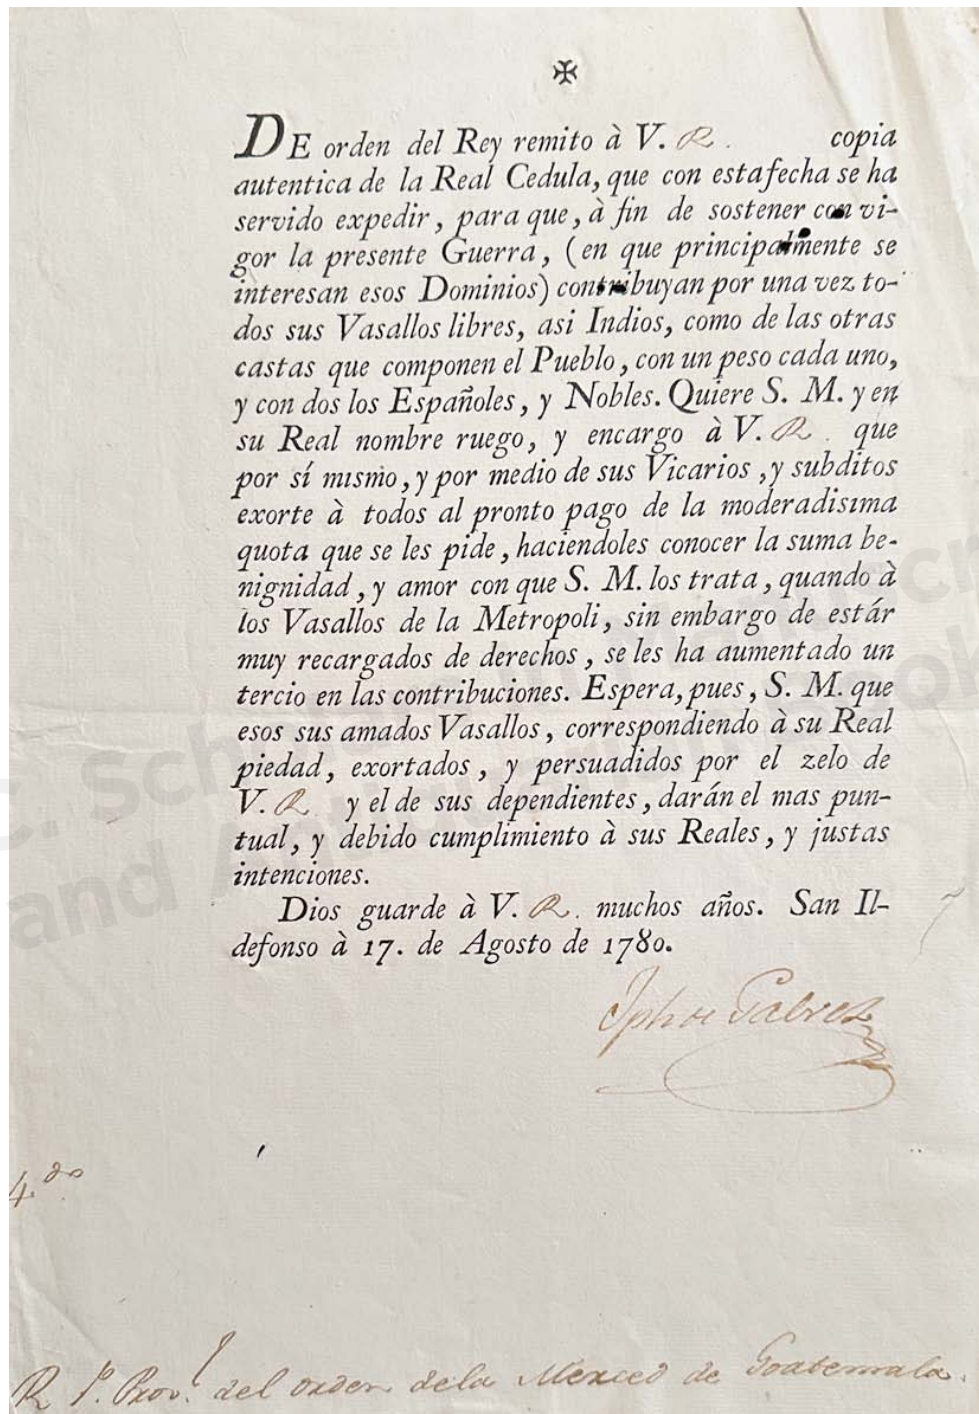 ✠
DE orden del Rey remito à V. R. copia
autentica de la Real Cedula, que con esta fecha se ha
servido expedir, para que, à fin de sostener con vi-
gor la presente Guerra, (en que principalmente se
interesan esos Dominios) contribuyan por una vez to-
dos sus Vasallos libres, asi Indios, como de las otras
castas que componen el Pueblo, con un peso cada uno,
y con dos los Españoles, y Nobles. Quiere S. M. y en
su Real nombre ruego, y encargo à V. R. que
por sí mismo, y por medio de sus Vicarios, y subditos
exorte à todos al pronto pago de la moderadisima
quota que se les pide, haciendoles conocer la suma be-
nignidad, y amor con que S. M. los trata, quando à
los Vasallos de la Metropoli, sin embargo de estár
muy recargados de derechos, se les ha aumentado un
tercio en las contribuciones. Espera, pues, S. M. que
esos sus amados Vasallos, correspondiendo à su Real
piedad, exortados, y persuadidos por el zelo de
V. R. y el de sus dependientes, darán el mas pun-
tual, y debido cumplimiento à sus Reales, y justas
intenciones.
Dios guarde à V. R. muchos años. San Il-
defonso à 17. de Agosto de 1780.
Jph de Galvez
4.do
R. P. Prov.l del orden dela Merced de Goatemala.